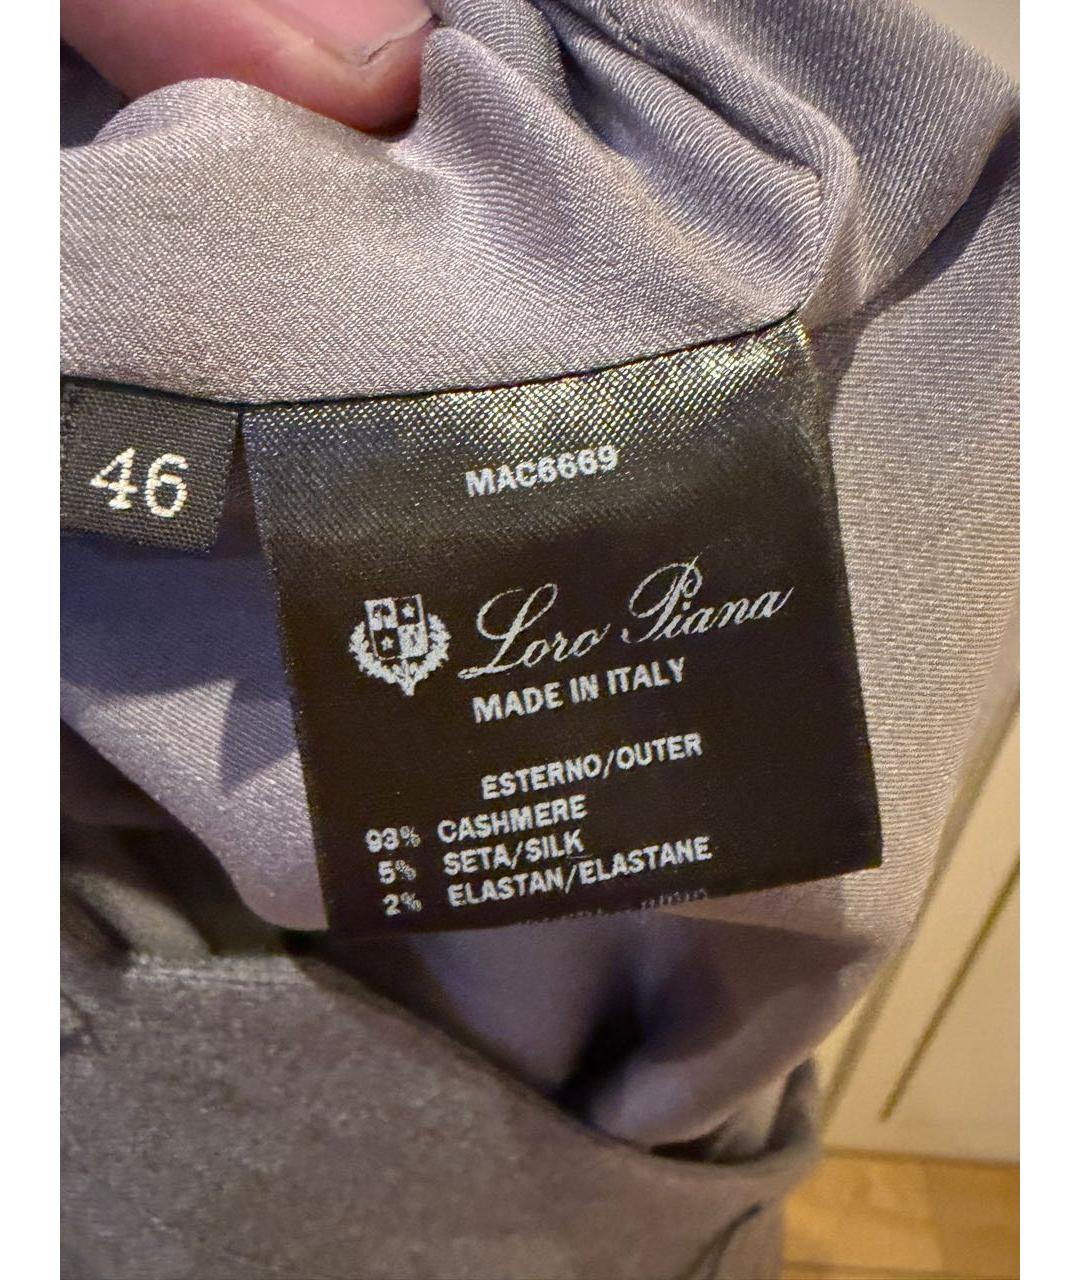 46
MAC6669
Loro Piana
MADE IN ITALY
ESTERNO/OUTER
93% CASHMERE
5% SETA/SILK
2% ELASTAN/ELASTANE